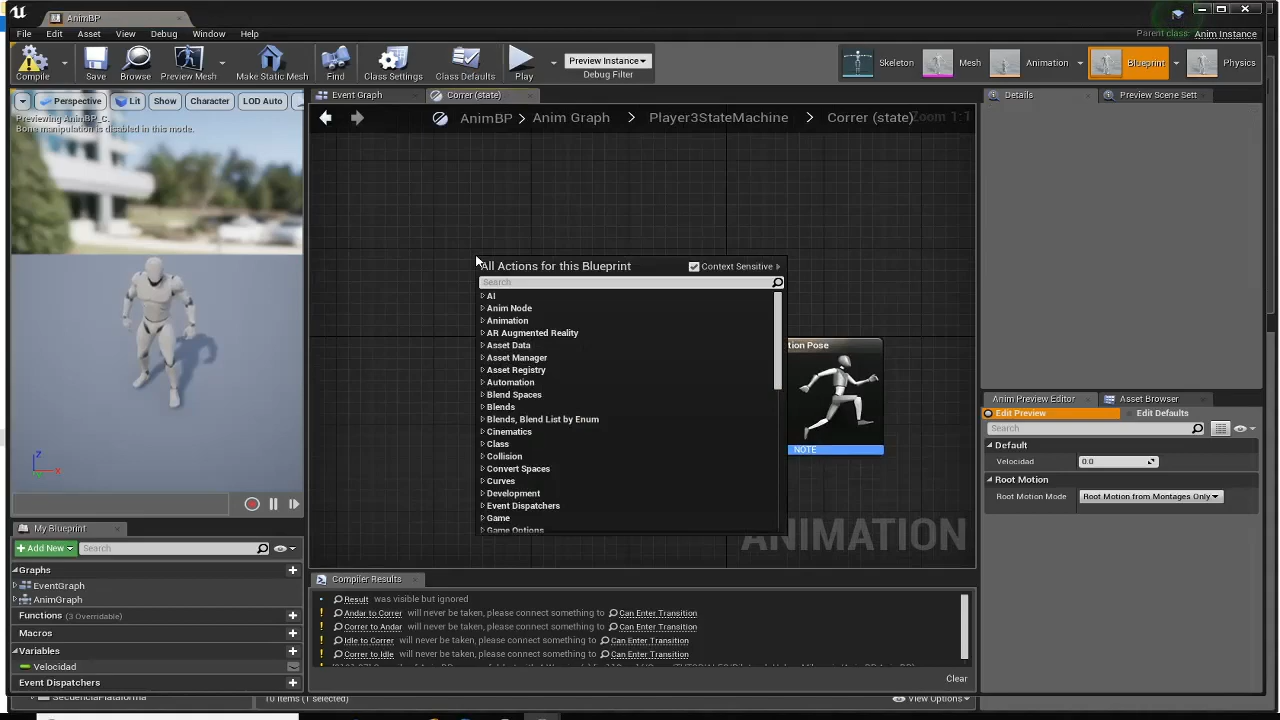 AnimBP
File Edit Asset View Debug Window Help
Parent class: Anim Instance
Compile Save Browse Preview Mesh Make Static Mesh Find Class Settings Class Defaults Play Preview Instance Debug Filter
Skeleton Mesh Animation Blueprint Physics
Event Graph
Correr (state)
Details
Preview Scene Sett
Perspective Lit Show Character LOD Auto
Previewing AnimBP_C.
Bone manipulation is disabled in this mode.
AnimBP > Anim Graph > Player3StateMachine > Correr (state)
Zoom 1:1
All Actions for this Blueprint
Context Sensitive
Search
AI
Anim Node
Animation
AR Augmented Reality
Asset Data
Asset Manager
Asset Registry
Automation
Blend Spaces
Blends
Blends, Blend List by Enum
Cinematics
Class
Collision
Convert Spaces
Curves
Development
Event Dispatchers
Game
Game Options
tion Pose
NOTE
ANIMATION
Z
X
Anim Preview Editor
Asset Browser
Edit Preview
Edit Defaults
Search
Default
Velocidad 0.0
Root Motion
Root Motion Mode Root Motion from Montages Only
My Blueprint
Add New
Search
Graphs
EventGraph
AnimGraph
Functions (3 Overridable)
Macros
Variables
Velocidad
Event Dispatchers
Compiler Results
Result was visible but ignored
Andar to Correr will never be taken, please connect something to Can Enter Transition
Correr to Andar will never be taken, please connect something to Can Enter Transition
Idle to Correr will never be taken, please connect something to Can Enter Transition
Correr to Idle will never be taken, please connect something to Can Enter Transition
Clear
10 items (1 selected)
View Options